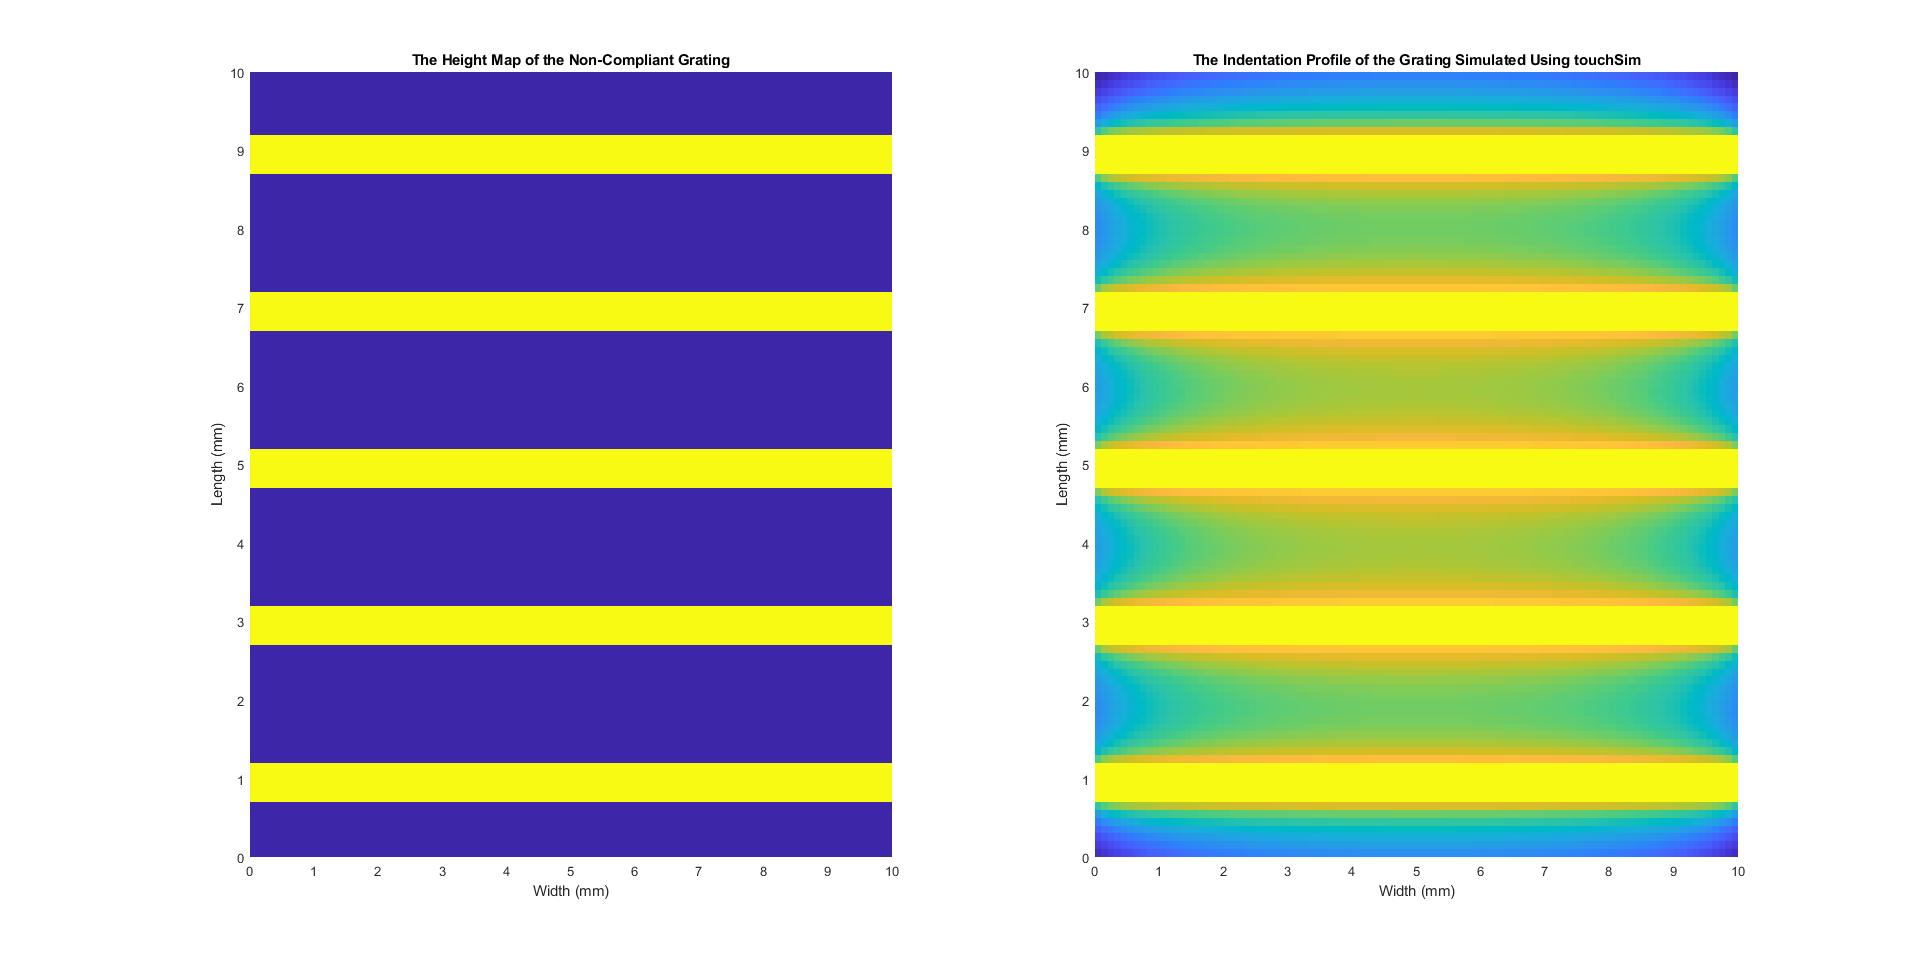 The Height Map of the Non-Compliant Grating
10
9
8
7
6
5
4
3
2
1
0
Length (mm)
0 1 2 3 4 5 6 7 8 9 10
Width (mm)
The Indentation Profile of the Grating Simulated Using touchSim
10
9
8
7
6
5
4
3
2
1
0
Length (mm)
0 1 2 3 4 5 6 7 8 9 10
Width (mm)